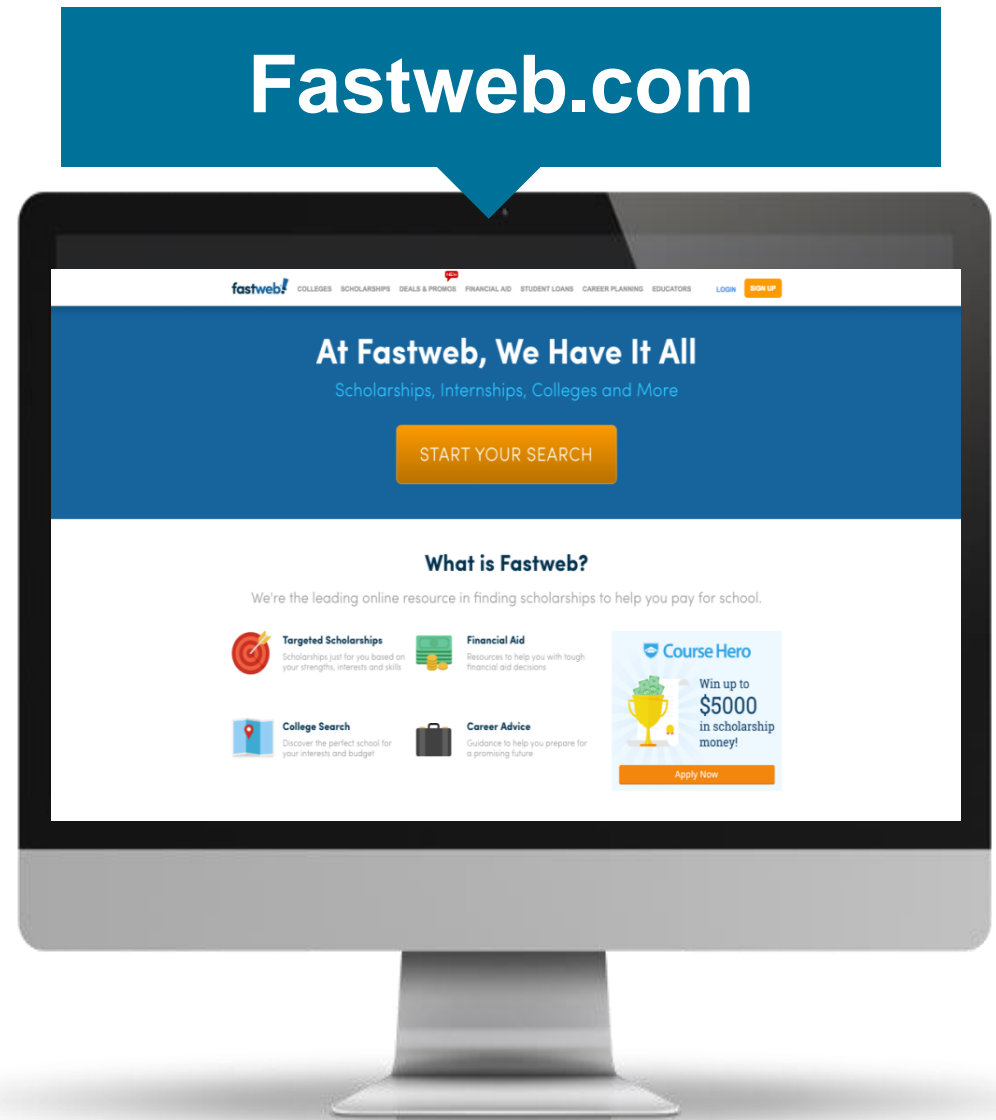 Fastweb.com
fastweb!
COLLEGES SCHOLARSHIPS DEALS & PROMOS FINANCIAL AID STUDENT LOANS CAREER PLANNING EDUCATORS LOGIN SIGN UP
NEW
At Fastweb, We Have It All
Scholarships, Internships, Colleges and More
START YOUR SEARCH
What is Fastweb?
We're the leading online resource in finding scholarships to help you pay for school.
Targeted Scholarships
Scholarships just for you based on
your strengths, interests and skills
Financial Aid
Resources to help you with tough
financial aid decisions
College Search
Discover the perfect school for
your interests and budget
Career Advice
Guidance to help you prepare for
a promising future
Course Hero
Win up to
$5000
in scholarship
money!
Apply Now